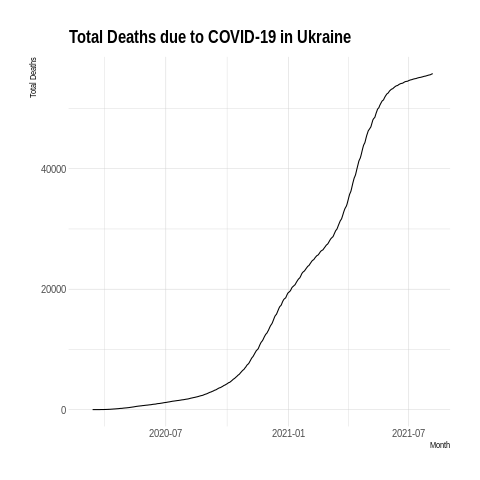 Total Deaths due to COVID-19 in Ukraine
Total Deaths
40000
20000
0
2020-07 2021-01 2021-07
Month